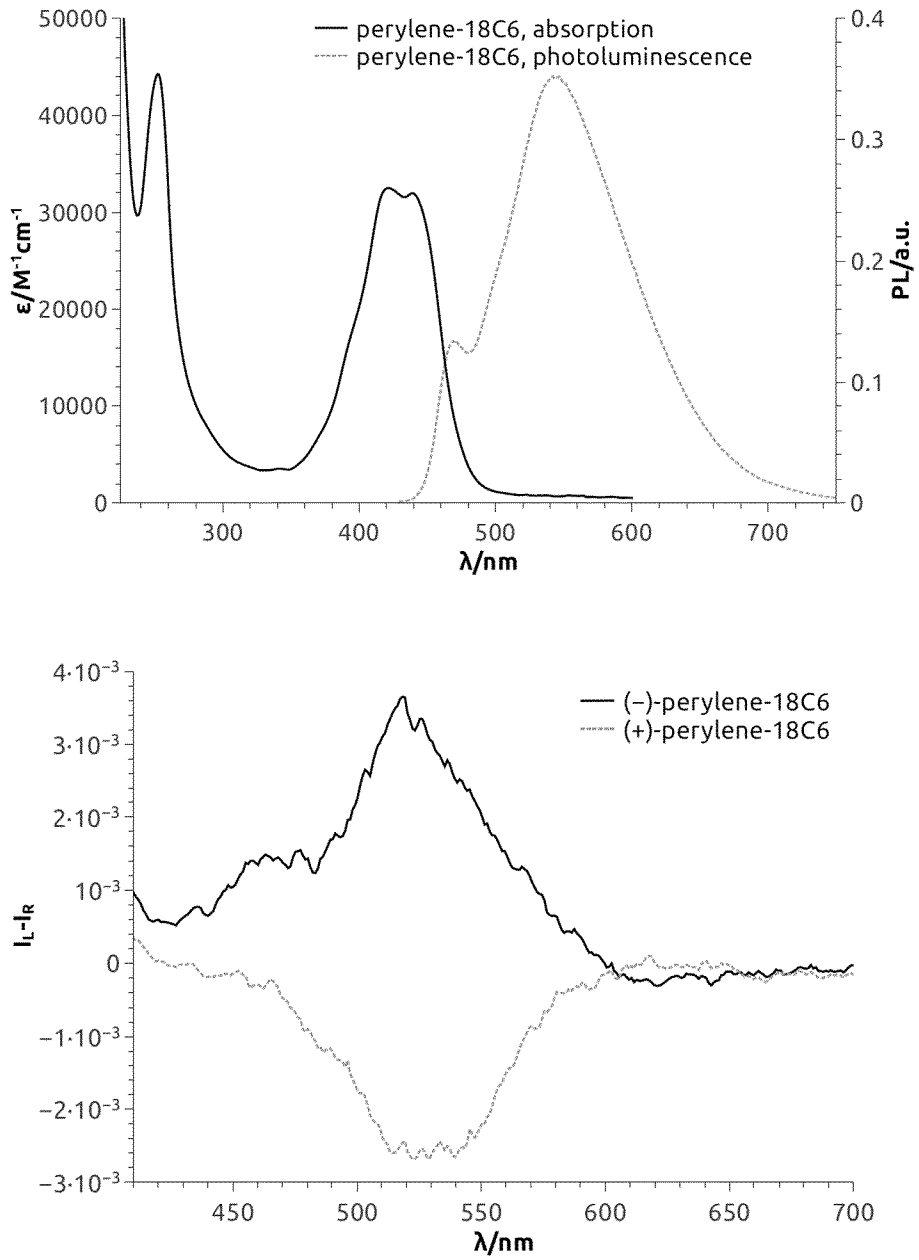 perylene-18C6, absorption
perylene-18C6, photoluminescence
50000
40000
30000
20000
10000
0
ε/M⁻¹cm⁻¹
0.4
0.3
0.2
0.1
0
PL/a.u.
300 400 500 600 700
λ/nm
(−)-perylene-18C6
(+)-perylene-18C6
4·10⁻³
3·10⁻³
2·10⁻³
10⁻³
0
−1·10⁻³
−2·10⁻³
−3·10⁻³
I_L-I_R
450 500 550 600 650 700
λ/nm